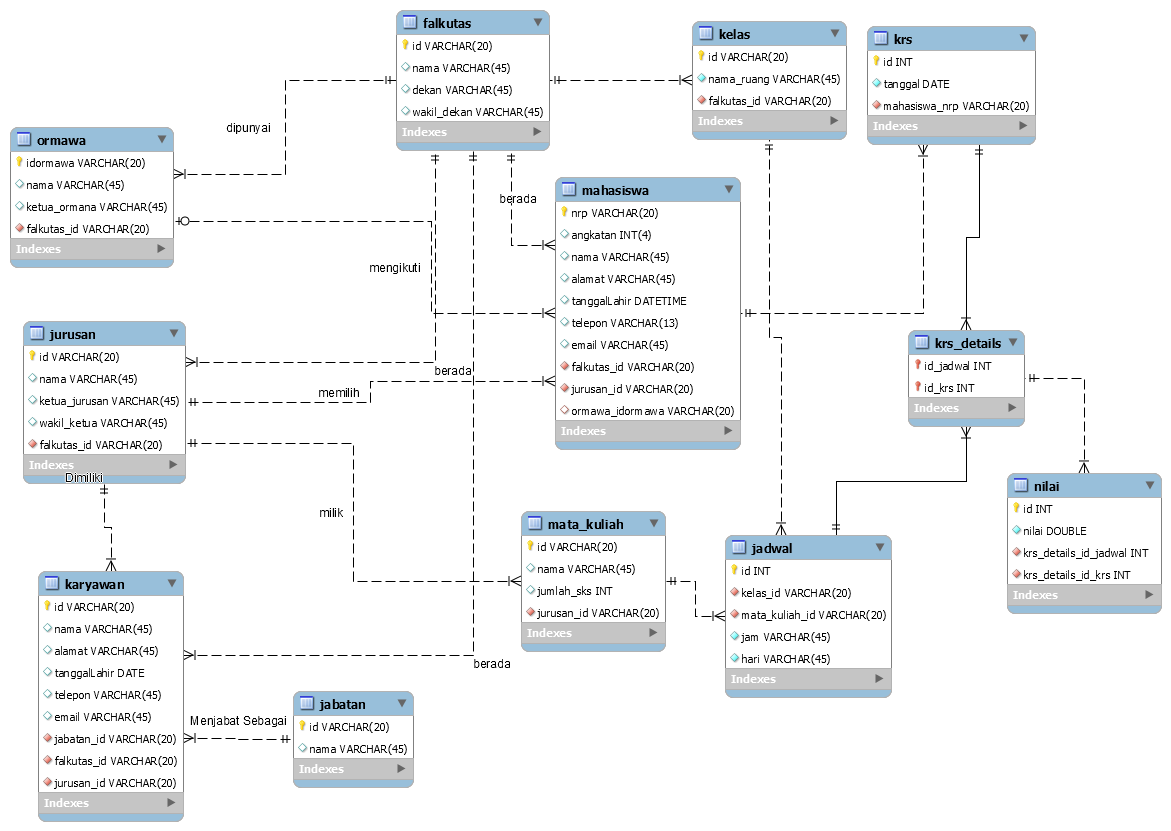 falkutas
id VARCHAR(20)
nama VARCHAR(45)
dekan VARCHAR(45)
wakil_dekan VARCHAR(45)
Indexes
kelas
id VARCHAR(20)
nama_ruang VARCHAR(45)
falkutas_id VARCHAR(20)
Indexes
krs
id INT
tanggal DATE
mahasiswa_nrp VARCHAR(20)
Indexes
dipunyai
ormawa
idormawa VARCHAR(20)
nama VARCHAR(45)
ketua_ormana VARCHAR(45)
falkutas_id VARCHAR(20)
Indexes
berada
mengikuti
mahasiswa
nrp VARCHAR(20)
angkatan INT(4)
nama VARCHAR(45)
alamat VARCHAR(45)
tanggalLahir DATETIME
telepon VARCHAR(13)
email VARCHAR(45)
falkutas_id VARCHAR(20)
jurusan_id VARCHAR(20)
ormawa_idormawa VARCHAR(20)
Indexes
jurusan
id VARCHAR(20)
nama VARCHAR(45)
ketua_jurusan VARCHAR(45)
wakil_ketua VARCHAR(45)
falkutas_id VARCHAR(20)
Indexes
berada
memilih
krs_details
id_jadwal INT
id_krs INT
Indexes
Dimiliki
milik
nilai
id INT
nilai DOUBLE
krs_details_id_jadwal INT
krs_details_id_krs INT
Indexes
mata_kuliah
id VARCHAR(20)
nama VARCHAR(45)
jumlah_sks INT
jurusan_id VARCHAR(20)
Indexes
jadwal
id INT
kelas_id VARCHAR(20)
mata_kuliah_id VARCHAR(20)
jam VARCHAR(45)
hari VARCHAR(45)
Indexes
karyawan
id VARCHAR(20)
nama VARCHAR(45)
alamat VARCHAR(45)
tanggalLahir DATE
telepon VARCHAR(45)
email VARCHAR(45)
jabatan_id VARCHAR(20)
falkutas_id VARCHAR(20)
jurusan_id VARCHAR(20)
Indexes
berada
Menjabat Sebagai
jabatan
id VARCHAR(20)
nama VARCHAR(45)
Indexes